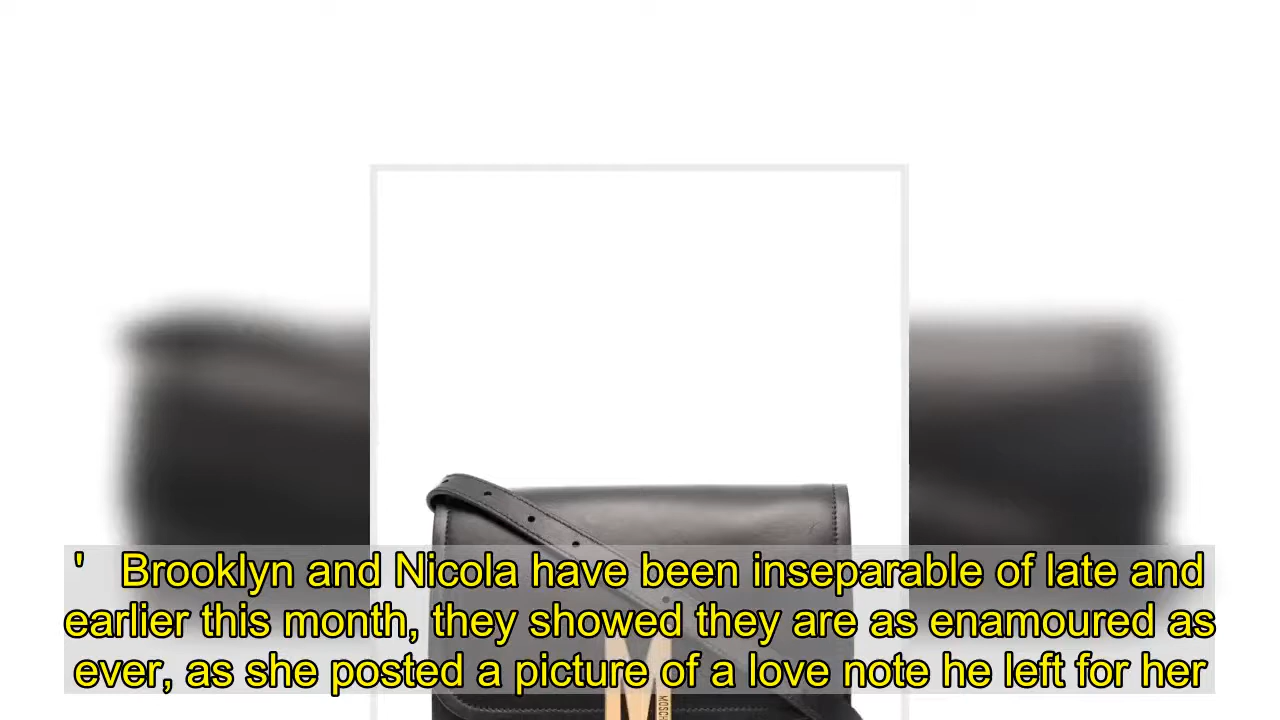 ' Brooklyn and Nicola have been inseparable of late and
earlier this month, they showed they are as enamoured as
ever, as she posted a picture of a love note he left for her